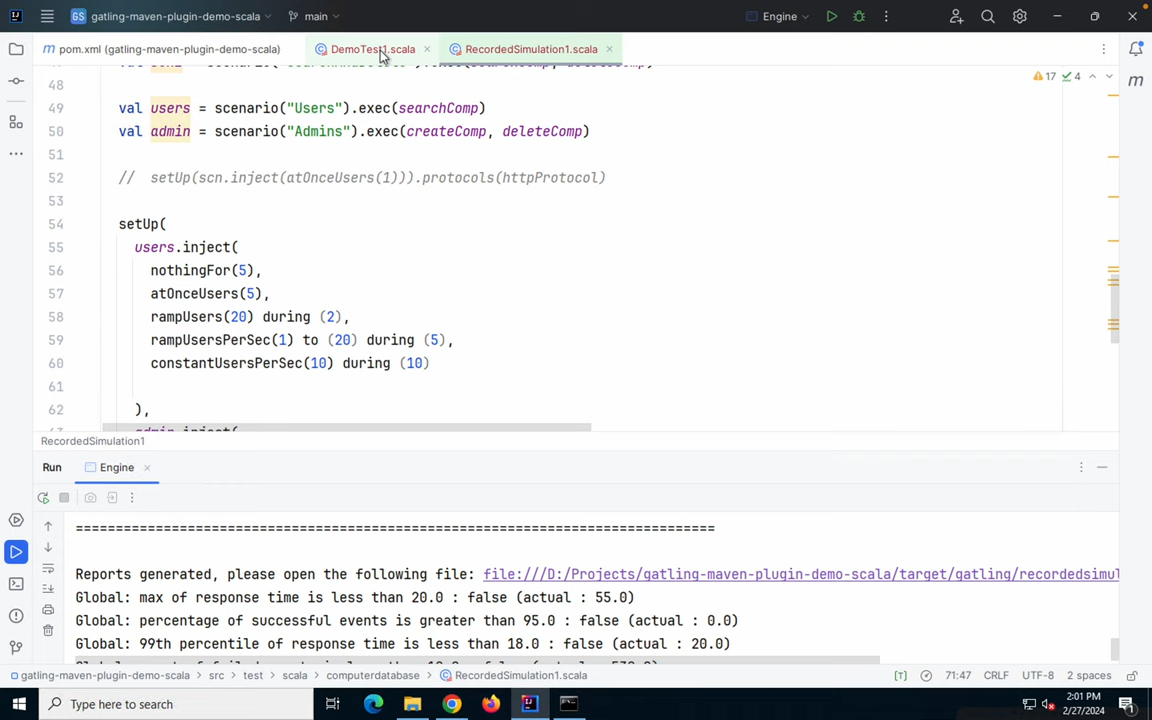 GS gatling-maven-plugin-demo-scala main Engine
m pom.xml (gatling-maven-plugin-demo-scala) DemoTest1.scala RecordedSimulation1.scala
48 17 4
49 val users = scenario("Users").exec(searchComp)
50 val admin = scenario("Admins").exec(createComp, deleteComp)
51
52 // setUp(scn.inject(atOnceUsers(1))).protocols(httpProtocol)
53
54 setUp(
55 users.inject(
56 nothingFor(5),
57 atOnceUsers(5),
58 rampUsers(20) during (2),
59 rampUsersPerSec(1) to (20) during (5),
60 constantUsersPerSec(10) during (10)
61
62 ),
RecordedSimulation1
Run Engine
================================================================================
Reports generated, please open the following file: file:///D:/Projects/gatling-maven-plugin-demo-scala/target/gatling/recordedsimul
Global: max of response time is less than 20.0 : false (actual : 55.0)
Global: percentage of successful events is greater than 95.0 : false (actual : 0.0)
Global: 99th percentile of response time is less than 18.0 : false (actual : 20.0)
gatling-maven-plugin-demo-scala > src > test > scala > computerdatabase > RecordedSimulation1.scala [T] 71:47 CRLF UTF-8 2 spaces
Type here to search
2:01 PM
2/27/2024
1